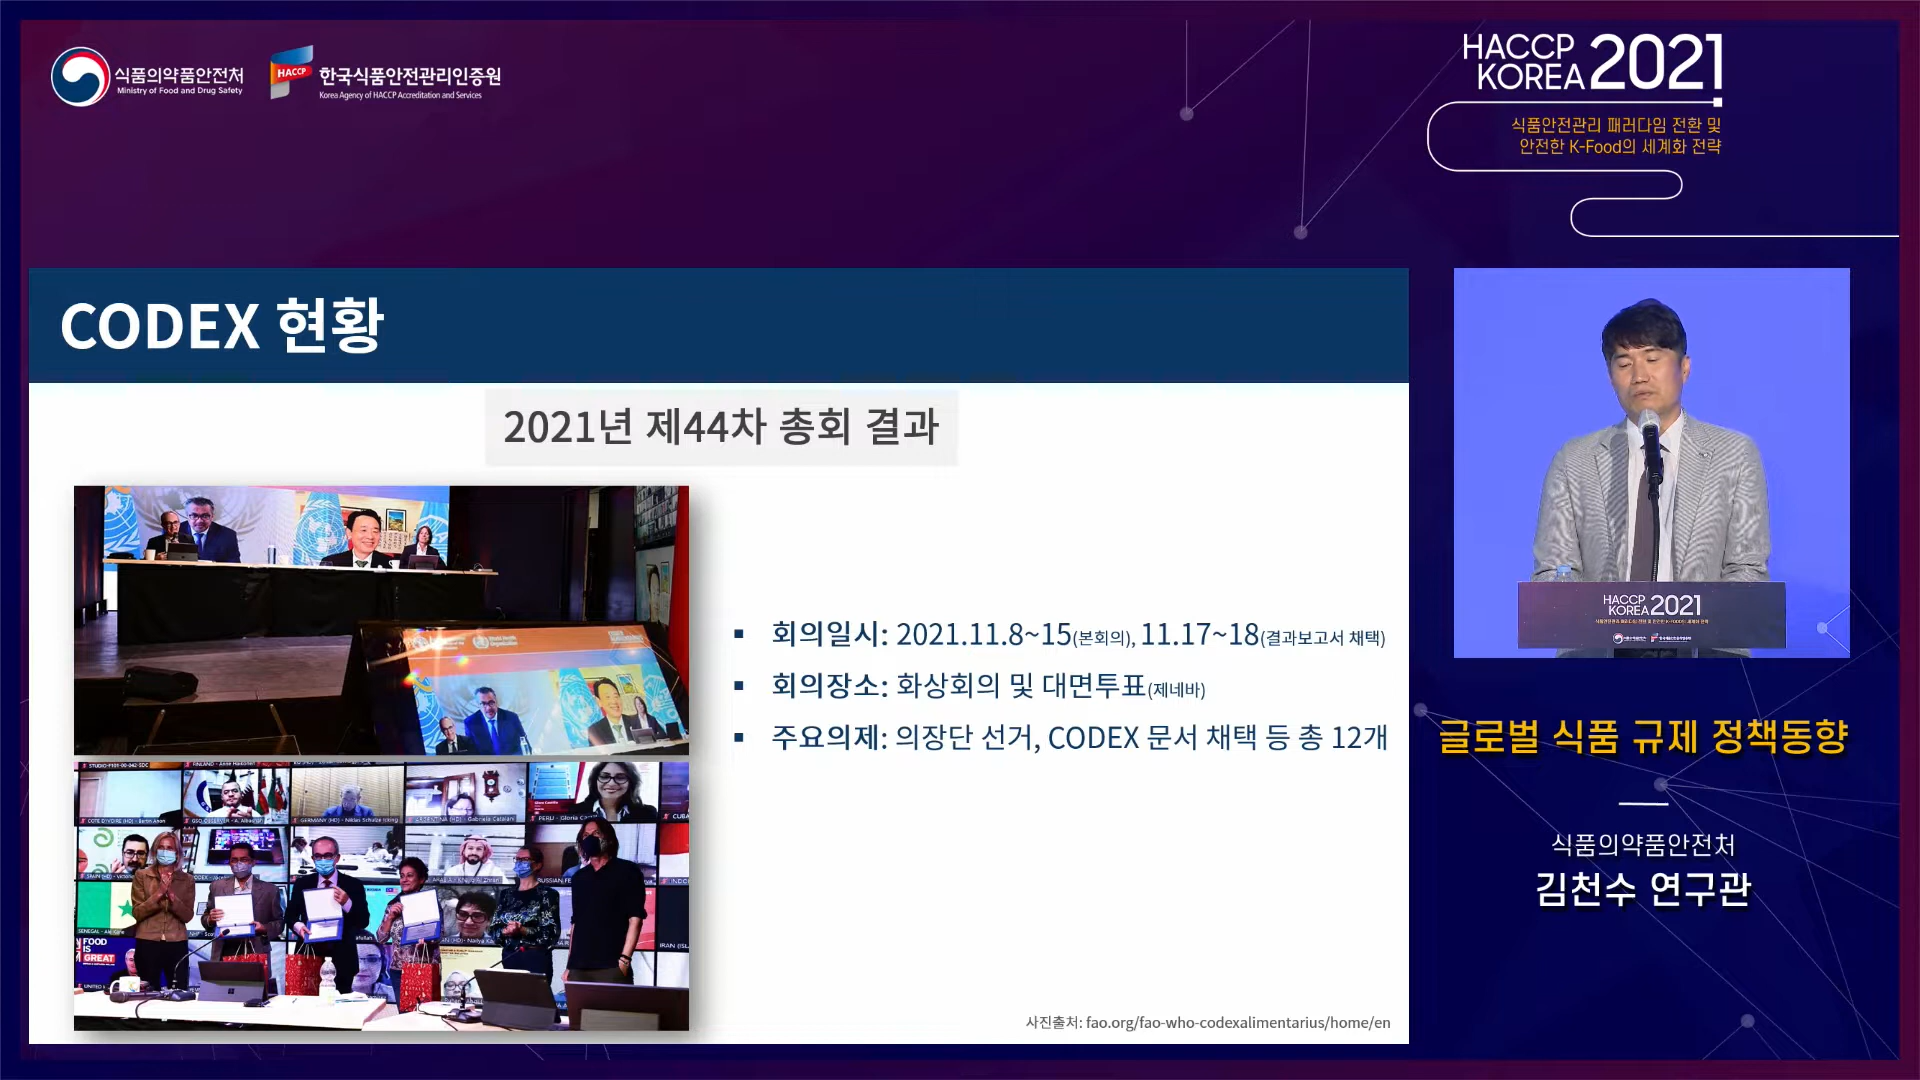 식품의약품안전처
Ministry of Food and Drug Safety
HACCP
한국식품안전관리인증원
Korea Agency of HACCP Accreditation and Services
HACCP
KOREA 2021
식품안전관리 패러다임 전환 및
안전한 K-Food의 세계화 전략
CODEX 현황
2021년 제44차 총회 결과
▪ 회의일시: 2021.11.8~15(본회의), 11.17~18(결과보고서 채택)
▪ 회의장소: 화상회의 및 대면투표(제네바)
▪ 주요의제: 의장단 선거, CODEX 문서 채택 등 총 12개
FOOD
IS
GREAT
사진출처: fao.org/fao-who-codexalimentarius/home/en
HACCP
KOREA 2021
글로벌 식품 규제 정책동향
식품의약품안전처
김천수 연구관